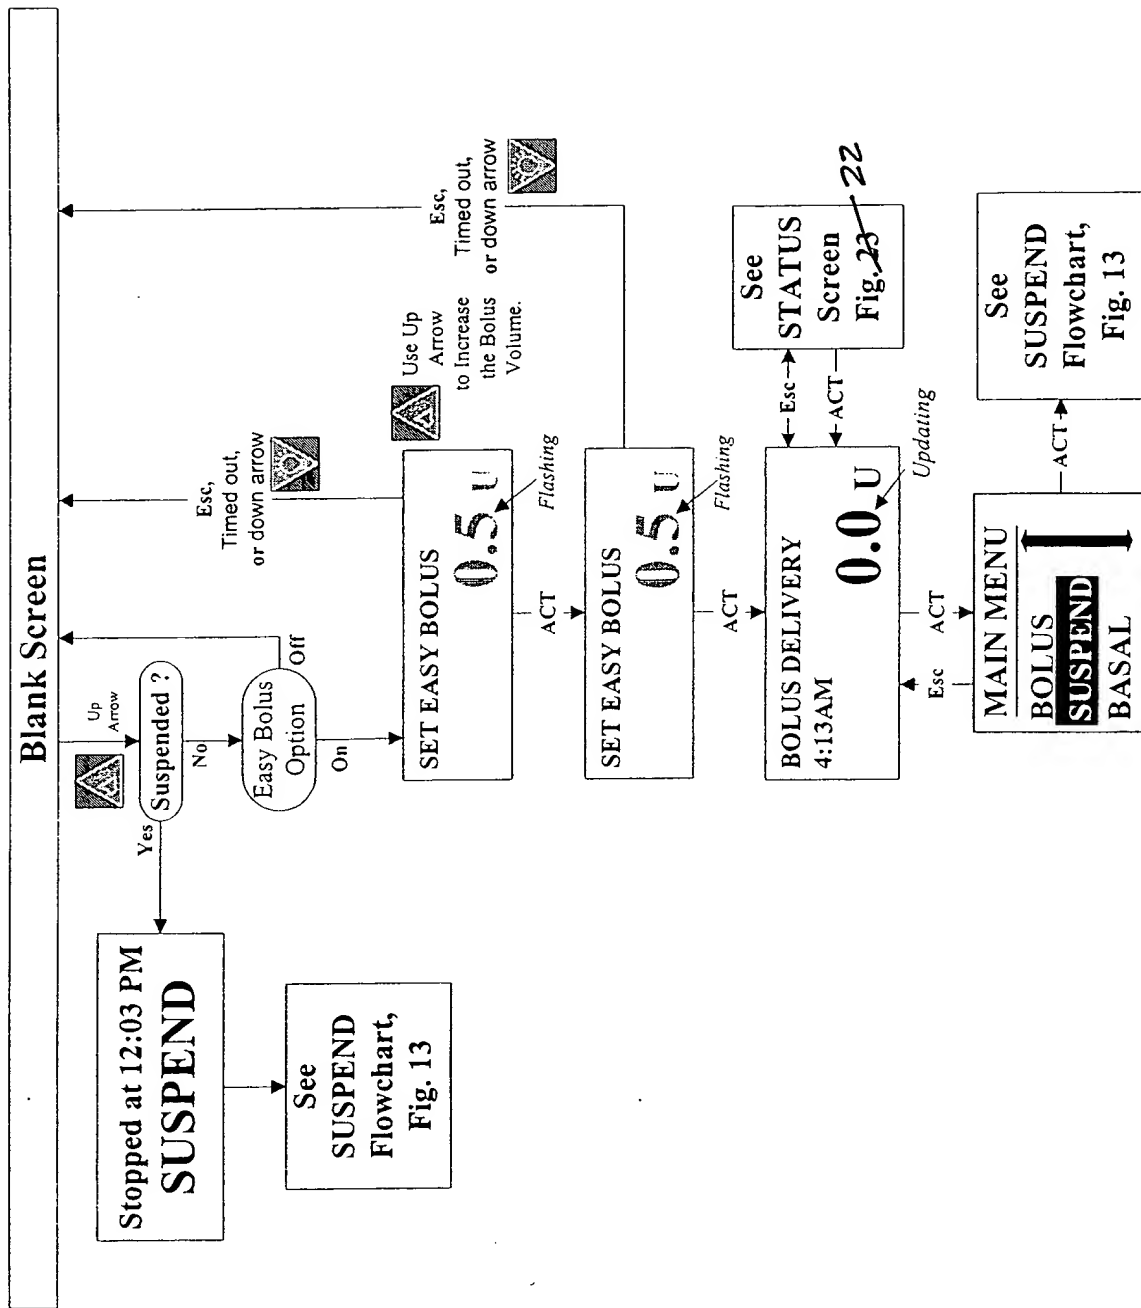 Blank Screen
Up
Arrow
Suspended ?
Yes
No
Stopped at 12:03 PM
SUSPEND
See
SUSPEND
Flowchart,
Fig. 13
Easy Bolus
Option
Off
On
Esc,
Timed out,
or down arrow
Use Up
Arrow
to Increase
the Bolus
Volume.
SET EASY BOLUS
0.5 U
Flashing
ACT
Esc,
Timed out,
or down arrow
SET EASY BOLUS
0.5 U
Flashing
ACT
BOLUS DELIVERY
4:13AM
0.0 U
Updating
Esc
ACT
See
STATUS
Screen
Fig. 23 22
Esc
ACT
MAIN MENU
BOLUS
SUSPEND
BASAL
ACT
See
SUSPEND
Flowchart,
Fig. 13